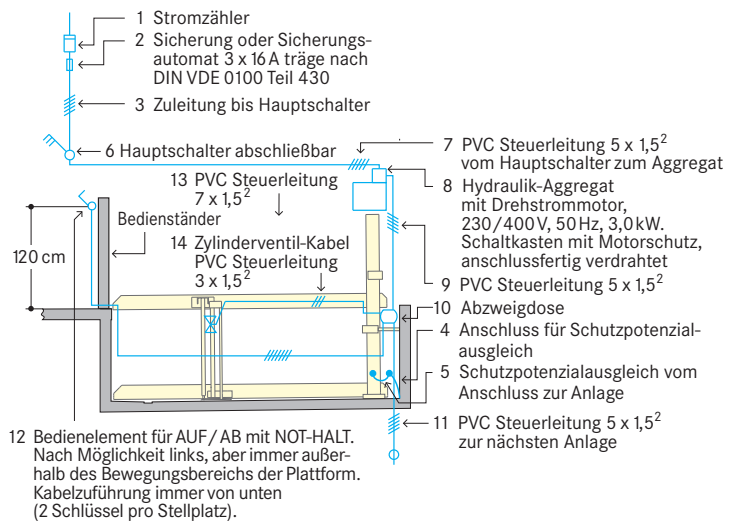 1 Stromzähler
2 Sicherung oder Sicherungs-
automat 3 x 16 A träge nach
DIN VDE 0100 Teil 430
3 Zuleitung bis Hauptschalter
6 Hauptschalter abschließbar
7 PVC Steuerleitung 5 x 1,5²
vom Hauptschalter zum Aggregat
8 Hydraulik-Aggregat
mit Drehstrommotor,
230/400 V, 50 Hz, 3,0 kW.
Schaltkasten mit Motorschutz,
anschlussfertig verdrahtet
9 PVC Steuerleitung 5 x 1,5²
10 Abzweigdose
4 Anschluss für Schutzpotenzial-
ausgleich
5 Schutzpotenzialausgleich vom
Anschluss zur Anlage
11 PVC Steuerleitung 5 x 1,5²
zur nächsten Anlage
13 PVC Steuerleitung
7 x 1,5²
Bedienständer
14 Zylinderventil-Kabel
PVC Steuerleitung
3 x 1,5²
120 cm
12 Bedienelement für AUF/AB mit NOT-HALT.
Nach Möglichkeit links, aber immer außer-
halb des Bewegungsbereichs der Plattform.
Kabelzuführung immer von unten
(2 Schlüssel pro Stellplatz).